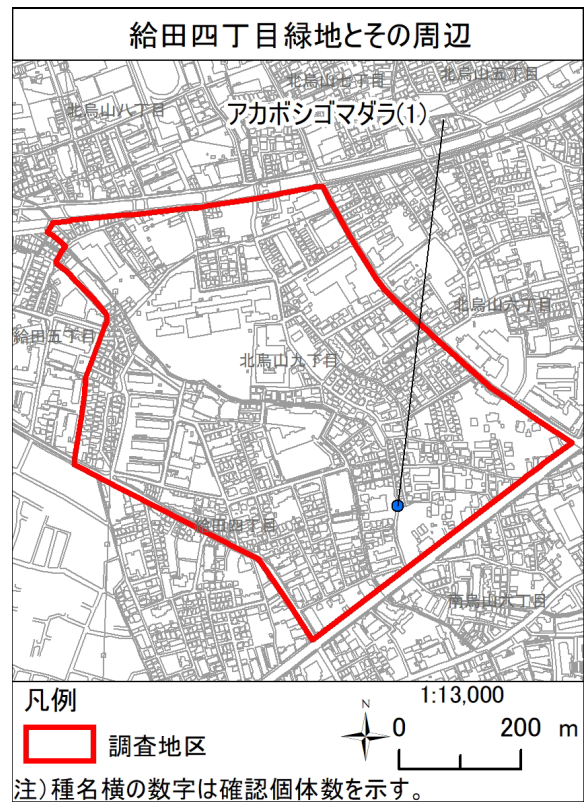 給田四丁目緑地とその周辺
北烏山七丁目
北烏山五丁目
北烏山八丁目
アカボシゴマダラ(1)
北烏山六丁目
給田五丁目
北烏山九丁目
給田四丁目
南烏山六丁目
凡例
調査地区
N
1:13,000
0 200 m
注)種名横の数字は確認個体数を示す。